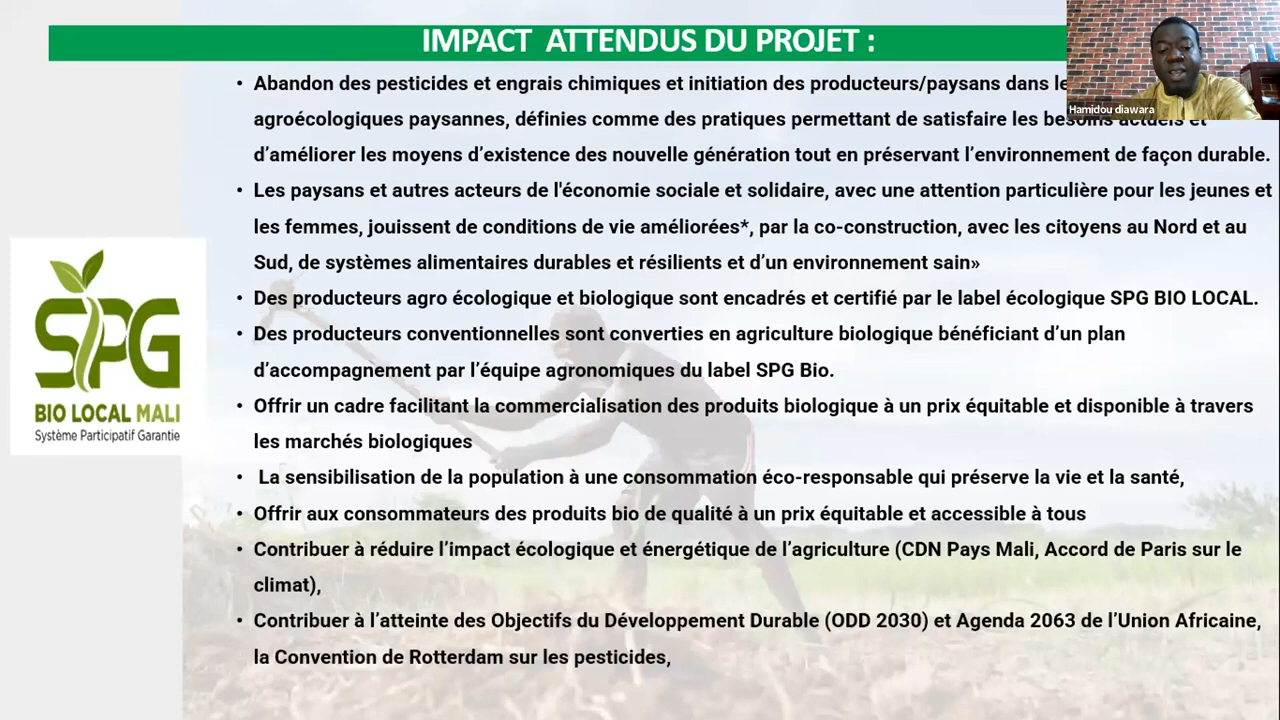 IMPACT ATTENDUS DU PROJET :
Hamidou diawara
• Abandon des pesticides et engrais chimiques et initiation des producteurs/paysans dans
agroécologiques paysannes, définies comme des pratiques permettant de satisfaire les besoins actuels et
d’améliorer les moyens d’existence des nouvelle génération tout en préservant l’environnement de façon durable.
• Les paysans et autres acteurs de l'économie sociale et solidaire, avec une attention particulière pour les jeunes et
les femmes, jouissent de conditions de vie améliorées*, par la co-construction, avec les citoyens au Nord et au
Sud, de systèmes alimentaires durables et résilients et d’un environnement sain»
• Des producteurs agro écologique et biologique sont encadrés et certifié par le label écologique SPG BIO LOCAL.
• Des producteurs conventionnelles sont converties en agriculture biologique bénéficiant d’un plan
d’accompagnement par l’équipe agronomiques du label SPG Bio.
• Offrir un cadre facilitant la commercialisation des produits biologique à un prix équitable et disponible à travers
les marchés biologiques
• La sensibilisation de la population à une consommation éco-responsable qui préserve la vie et la santé,
• Offrir aux consommateurs des produits bio de qualité à un prix équitable et accessible à tous
• Contribuer à réduire l’impact écologique et énergétique de l’agriculture (CDN Pays Mali, Accord de Paris sur le
climat),
• Contribuer à l’atteinte des Objectifs du Développement Durable (ODD 2030) et Agenda 2063 de l’Union Africaine,
la Convention de Rotterdam sur les pesticides,
SPG
BIO LOCAL MALI
Système Participatif Garantie